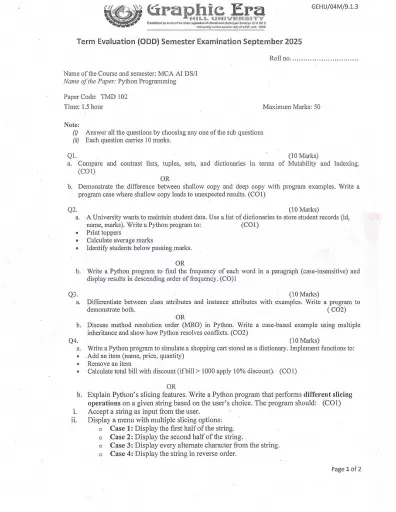 GEHU/04M/9.1.3
Graphic Era
HILL UNIVERSITY
Term Evaluation (ODD) Semester Examination September 2025
Roll no. ............................
Name of the Course and semester: MCA AI DS/I
Name of the Paper: Python Programming
Paper Code: TMD 102
Time: 1.5 hour Maximum Marks: 50
Note:
(i) Answer all the questions by choosing any one of the sub questions
(ii) Each question carries 10 marks.
Q1. (10 Marks)
a. Compare and contrast lists, tuples, sets, and dictionaries in terms of Mutability and Indexing.
(CO1)
OR
b. Demonstrate the difference between shallow copy and deep copy with program examples. Write a
program case where shallow copy leads to unexpected results. (CO1)
Q2. (10 Marks)
a. A University wants to maintain student data. Use a list of dictionaries to store student records (id,
name, marks). Write a Python program to: (CO1)
• Print toppers
• Calculate average marks
• Identify students below passing marks.
OR
b. Write a Python program to find the frequency of each word in a paragraph (case-insensitive) and
display results in descending order of frequency. (CO)1
Q3. (10 Marks)
a. Differentiate between class attributes and instance attributes with examples. Write a program to
demonstrate both. ( CO2)
OR
b. Discuss method resolution order (MRO) in Python. Write a case-based example using multiple
inheritance and show how Python resolves conflicts. (CO2)
Q4. (10 Marks)
a. Write a Python program to simulate a shopping cart stored as a dictionary. Implement functions to:
• Add an item (name, price, quantity)
• Remove an item
• Calculate total bill with discount (if bill > 1000 apply 10% discount). (CO1)
OR
b. Explain Python's slicing features. Write a Python program that performs different slicing
operations on a given string based on the user's choice. The program should: (CO1)
i. Accept a string as input from the user.
ii. Display a menu with multiple slicing options:
o Case 1: Display the first half of the string.
o Case 2: Display the second half of the string.
o Case 3: Display every alternate character from the string.
o Case 4: Display the string in reverse order.
Page 1 of 2